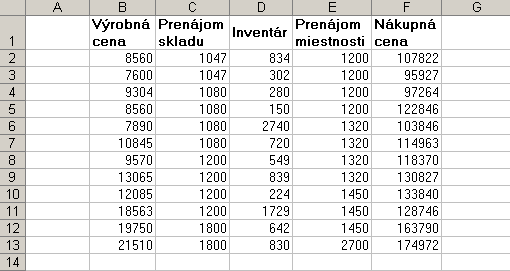 A B C D E F G
1 Výrobná cena Prenájom skladu Inventár Prenájom miestnosti Nákupná cena
2 8560 1047 834 1200 107822
3 7600 1047 302 1200 95927
4 9304 1080 280 1200 97264
5 8560 1080 150 1200 122846
6 7890 1080 2740 1320 103846
7 10845 1080 720 1320 114963
8 9570 1200 549 1320 118370
9 13065 1200 839 1320 130827
10 12085 1200 224 1450 133840
11 18563 1200 1729 1450 128746
12 19750 1800 642 1450 163790
13 21510 1800 830 2700 174972
14